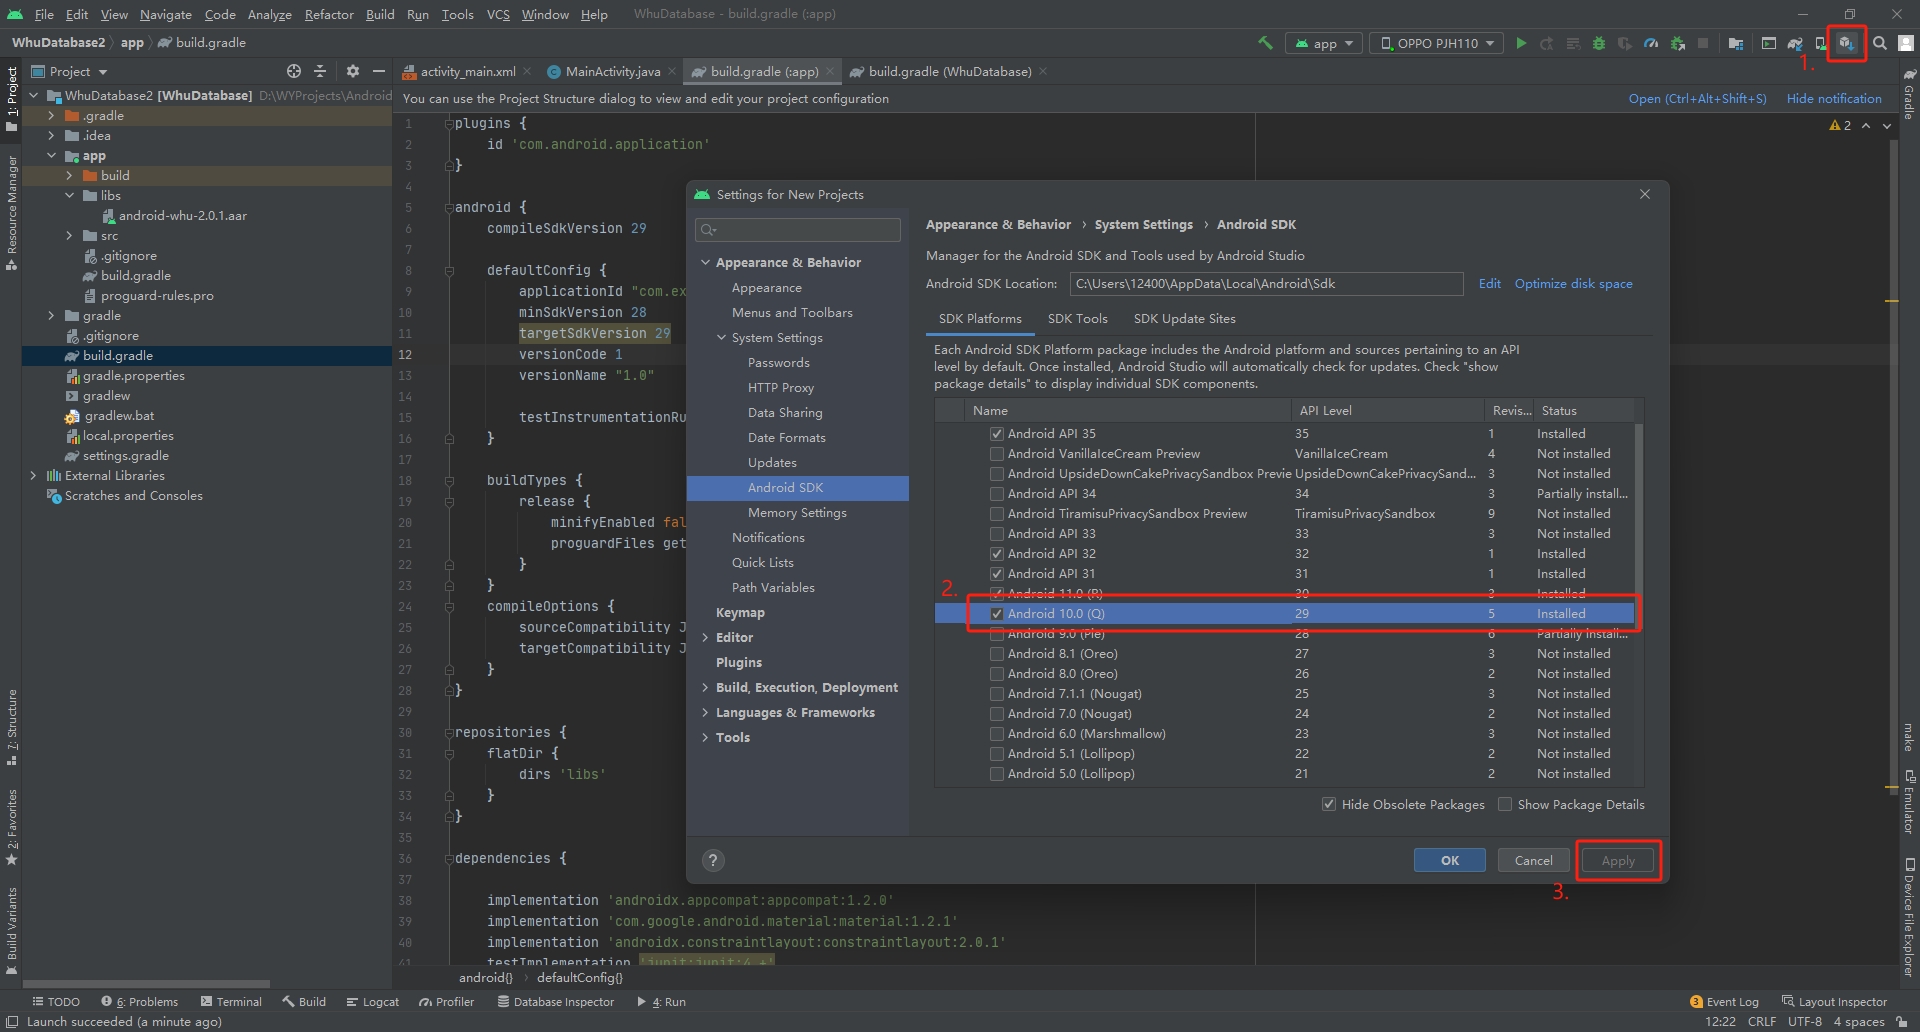 File Edit View Navigate Code Analyze Refactor Build Run Tools VCS Window Help WhuDatabase - build.gradle (:app)
WhuDatabase2 app build.gradle
app OPPO PJH110
1.
Project
activity_main.xml MainActivity.java build.gradle (:app) build.gradle (WhuDatabase)
You can use the Project Structure dialog to view and edit your project configuration Open (Ctrl+Alt+Shift+S) Hide notification
1: Project
Resource Manager
7: Structure
2: Favorites
Build Variants
WhuDatabase2 [WhuDatabase] D:\WYProjects\Android
.gradle
.idea
app
build
libs
android-whu-2.0.1.aar
src
.gitignore
build.gradle
proguard-rules.pro
gradle
.gitignore
build.gradle
gradle.properties
gradlew
gradlew.bat
local.properties
settings.gradle
External Libraries
Scratches and Consoles
2
1 plugins {
2 id 'com.android.application'
3 }
4
5 android {
6 compileSdkVersion 29
7
8 defaultConfig {
9 applicationId "com.ex
10 minSdkVersion 28
11 targetSdkVersion 29
12 versionCode 1
13 versionName "1.0"
14
15 testInstrumentationRu
16 }
17
18 buildTypes {
19 release {
20 minifyEnabled fal
21 proguardFiles get
22 }
23 }
24 compileOptions {
25 sourceCompatibility J
26 targetCompatibility J
27 }
28 }
29
30 repositories {
31 flatDir {
32 dirs 'libs'
33 }
34 }
35
36 dependencies {
37
38 implementation 'androidx.appcompat:appcompat:1.2.0'
39 implementation 'com.google.android.material:material:1.2.1'
40 implementation 'androidx.constraintlayout:constraintlayout:2.0.1'
41 testImplementation 'junit:junit:4.+'
android{} defaultConfig{}
Settings for New Projects
Appearance & Behavior
Appearance
Menus and Toolbars
System Settings
Passwords
HTTP Proxy
Data Sharing
Date Formats
Updates
Android SDK
Memory Settings
Notifications
Quick Lists
Path Variables
Keymap
Editor
Plugins
Build, Execution, Deployment
Languages & Frameworks
Tools
Appearance & Behavior › System Settings › Android SDK
Manager for the Android SDK and Tools used by Android Studio
Android SDK Location: C:\Users\12400\AppData\Local\Android\Sdk Edit Optimize disk space
SDK Platforms SDK Tools SDK Update Sites
Each Android SDK Platform package includes the Android platform and sources pertaining to an API
level by default. Once installed, Android Studio will automatically check for updates. Check "show
package details" to display individual SDK components.
Name API Level Revis... Status
Android API 35 35 1 Installed
Android VanillaIceCream Preview VanillaIceCream 4 Not installed
Android UpsideDownCakePrivacySandbox Previe UpsideDownCakePrivacySand... 3 Not installed
Android API 34 34 3 Partially install...
Android TiramisuPrivacySandbox Preview TiramisuPrivacySandbox 9 Not installed
Android API 33 33 3 Not installed
Android API 32 32 1 Installed
Android API 31 31 1 Installed
2.
Android 11.0 (R) 30 3 Installed
Android 10.0 (Q) 29 5 Installed
Android 9.0 (Pie) 28 6 Partially install...
Android 8.1 (Oreo) 27 3 Not installed
Android 8.0 (Oreo) 26 2 Not installed
Android 7.1.1 (Nougat) 25 3 Not installed
Android 7.0 (Nougat) 24 2 Not installed
Android 6.0 (Marshmallow) 23 3 Not installed
Android 5.1 (Lollipop) 22 2 Not installed
Android 5.0 (Lollipop) 21 2 Not installed
Hide Obsolete Packages Show Package Details
? OK Cancel Apply
3.
Gradle
make
Emulator
Device File Explorer
TODO 6: Problems Terminal Build Logcat Profiler Database Inspector 4: Run 3 Event Log Layout Inspector
Launch succeeded (a minute ago) 12:22 CRLF UTF-8 4 spaces